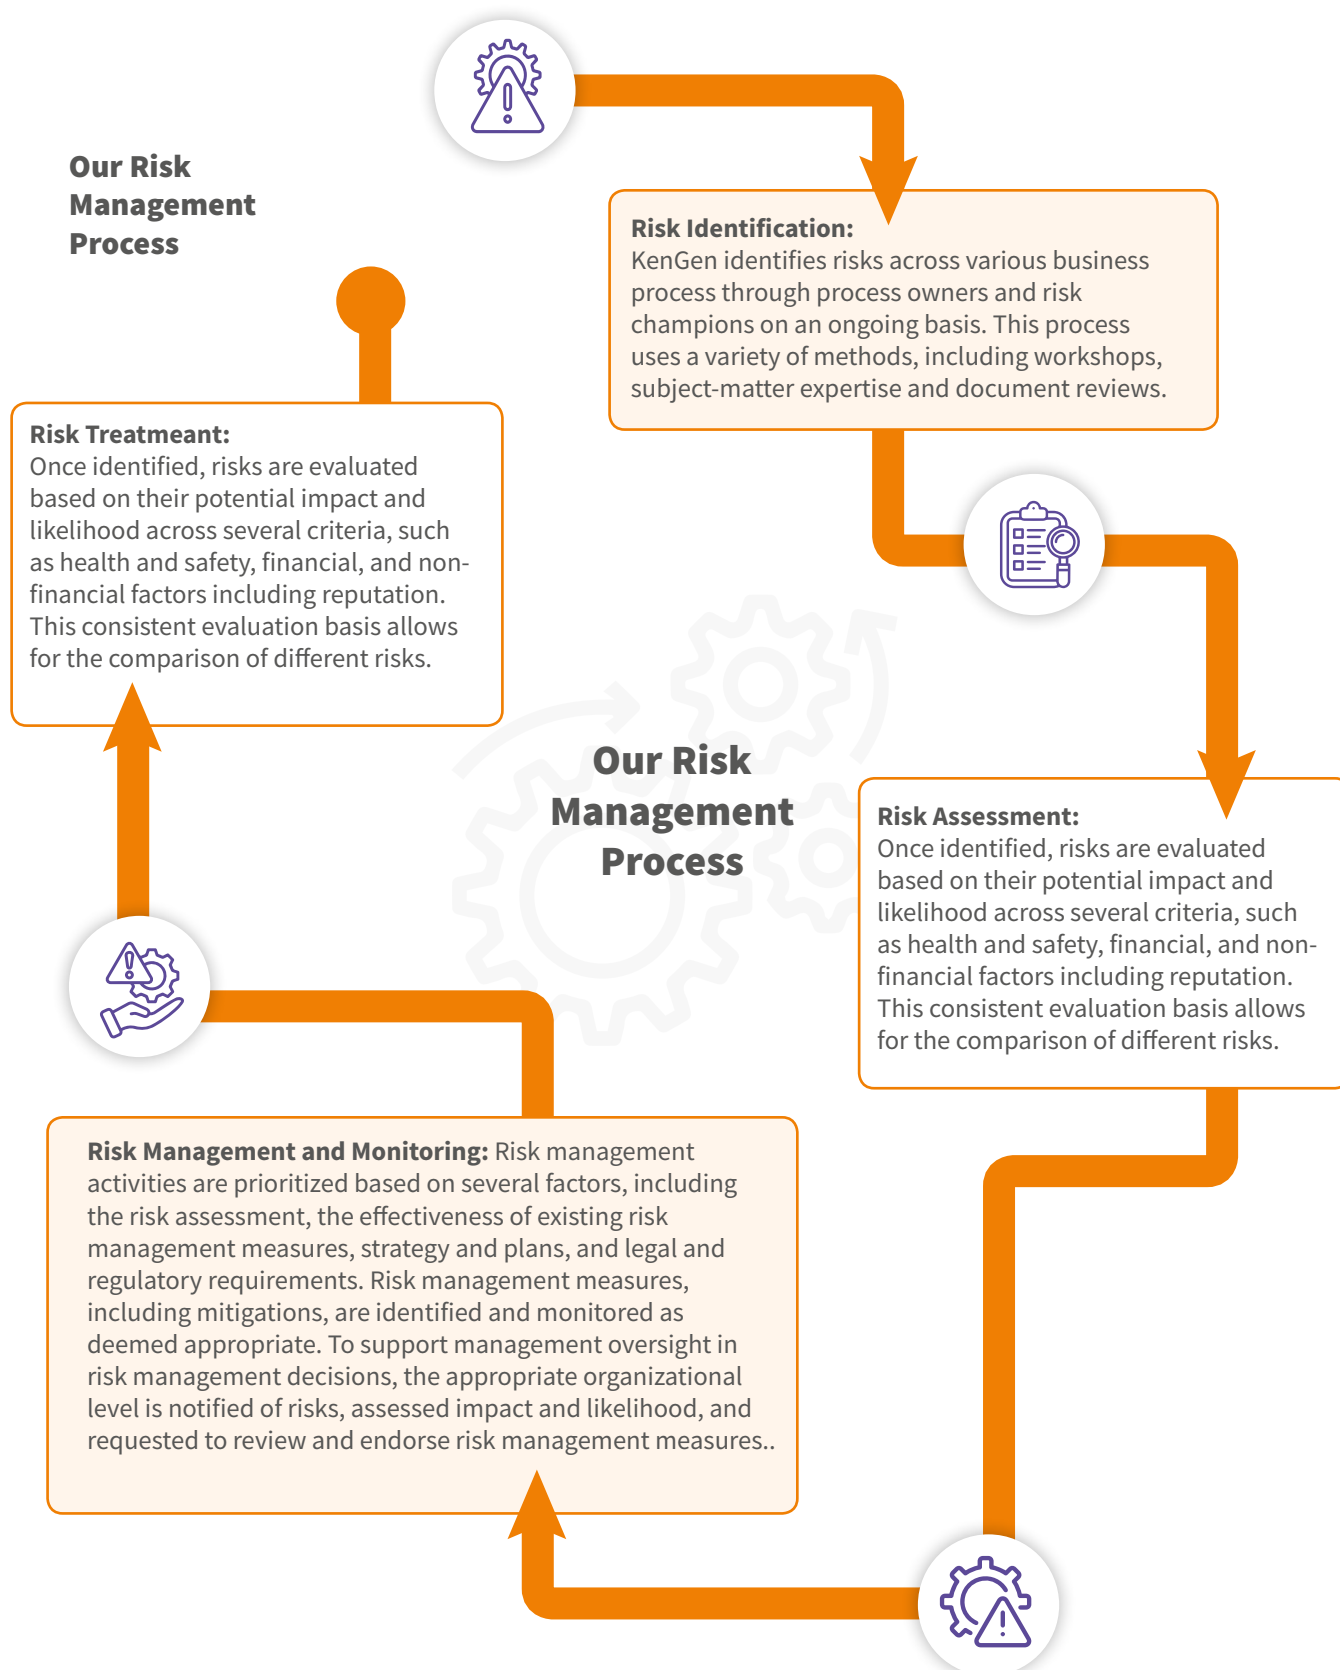 Our Risk
Management
Process
Risk Identification:
KenGen identifies risks across various business
process through process owners and risk
champions on an ongoing basis. This process
uses a variety of methods, including workshops,
subject-matter expertise and document reviews.
Risk Treatmeant:
Once identified, risks are evaluated
based on their potential impact and
likelihood across several criteria, such
as health and safety, financial, and non-
financial factors including reputation.
This consistent evaluation basis allows
for the comparison of different risks.
Our Risk
Management
Process
Risk Assessment:
Once identified, risks are evaluated
based on their potential impact and
likelihood across several criteria, such
as health and safety, financial, and non-
financial factors including reputation.
This consistent evaluation basis allows
for the comparison of different risks.
Risk Management and Monitoring: Risk management
activities are prioritized based on several factors, including
the risk assessment, the effectiveness of existing risk
management measures, strategy and plans, and legal and
regulatory requirements. Risk management measures,
including mitigations, are identified and monitored as
deemed appropriate. To support management oversight in
risk management decisions, the appropriate organizational
level is notified of risks, assessed impact and likelihood, and
requested to review and endorse risk management measures..